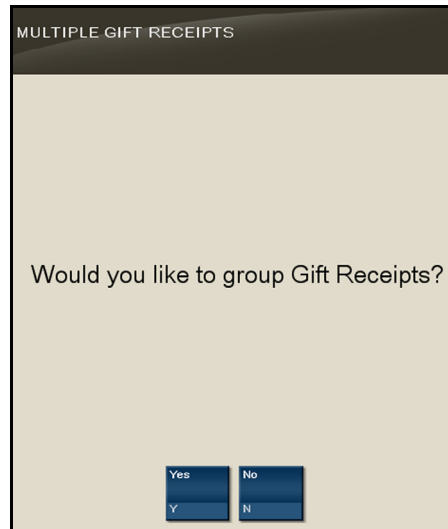 MULTIPLE GIFT RECEIPTS
Would you like to group Gift Receipts?
Yes No
Y N